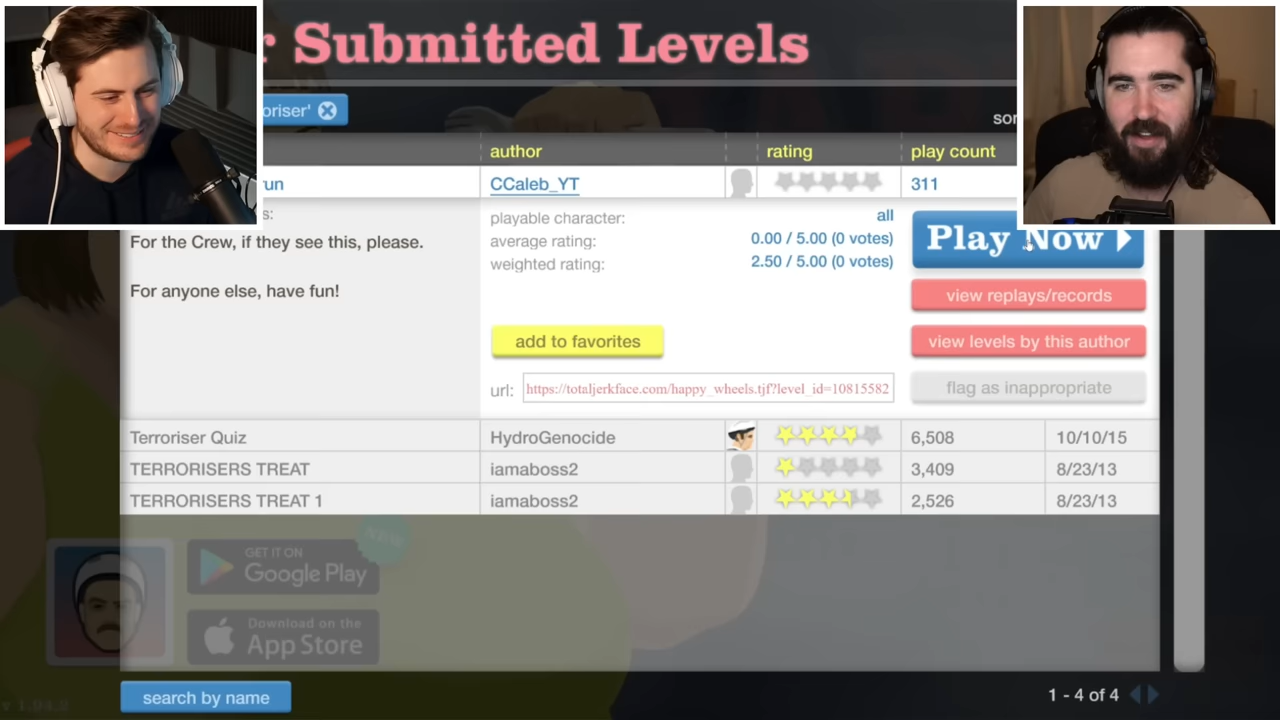 r Submitted Levels
oriser'
sor
author rating play count
run CCaleb_YT 311
s:
For the Crew, if they see this, please.
For anyone else, have fun!
playable character: all
average rating: 0.00 / 5.00 (0 votes)
weighted rating: 2.50 / 5.00 (0 votes)
add to favorites
url: https://totaljerkface.com/happy_wheels.tjf?level_id=10815582
Play Now
view replays/records
view levels by this author
flag as inappropriate
Terroriser Quiz HydroGenocide 6,508 10/10/15
TERRORISERS TREAT iamaboss2 3,409 8/23/13
TERRORISERS TREAT 1 iamaboss2 2,526 8/23/13
NEW
GET IT ON
Google Play
Download on the
App Store
v 1.94.2
search by name
1 - 4 of 4